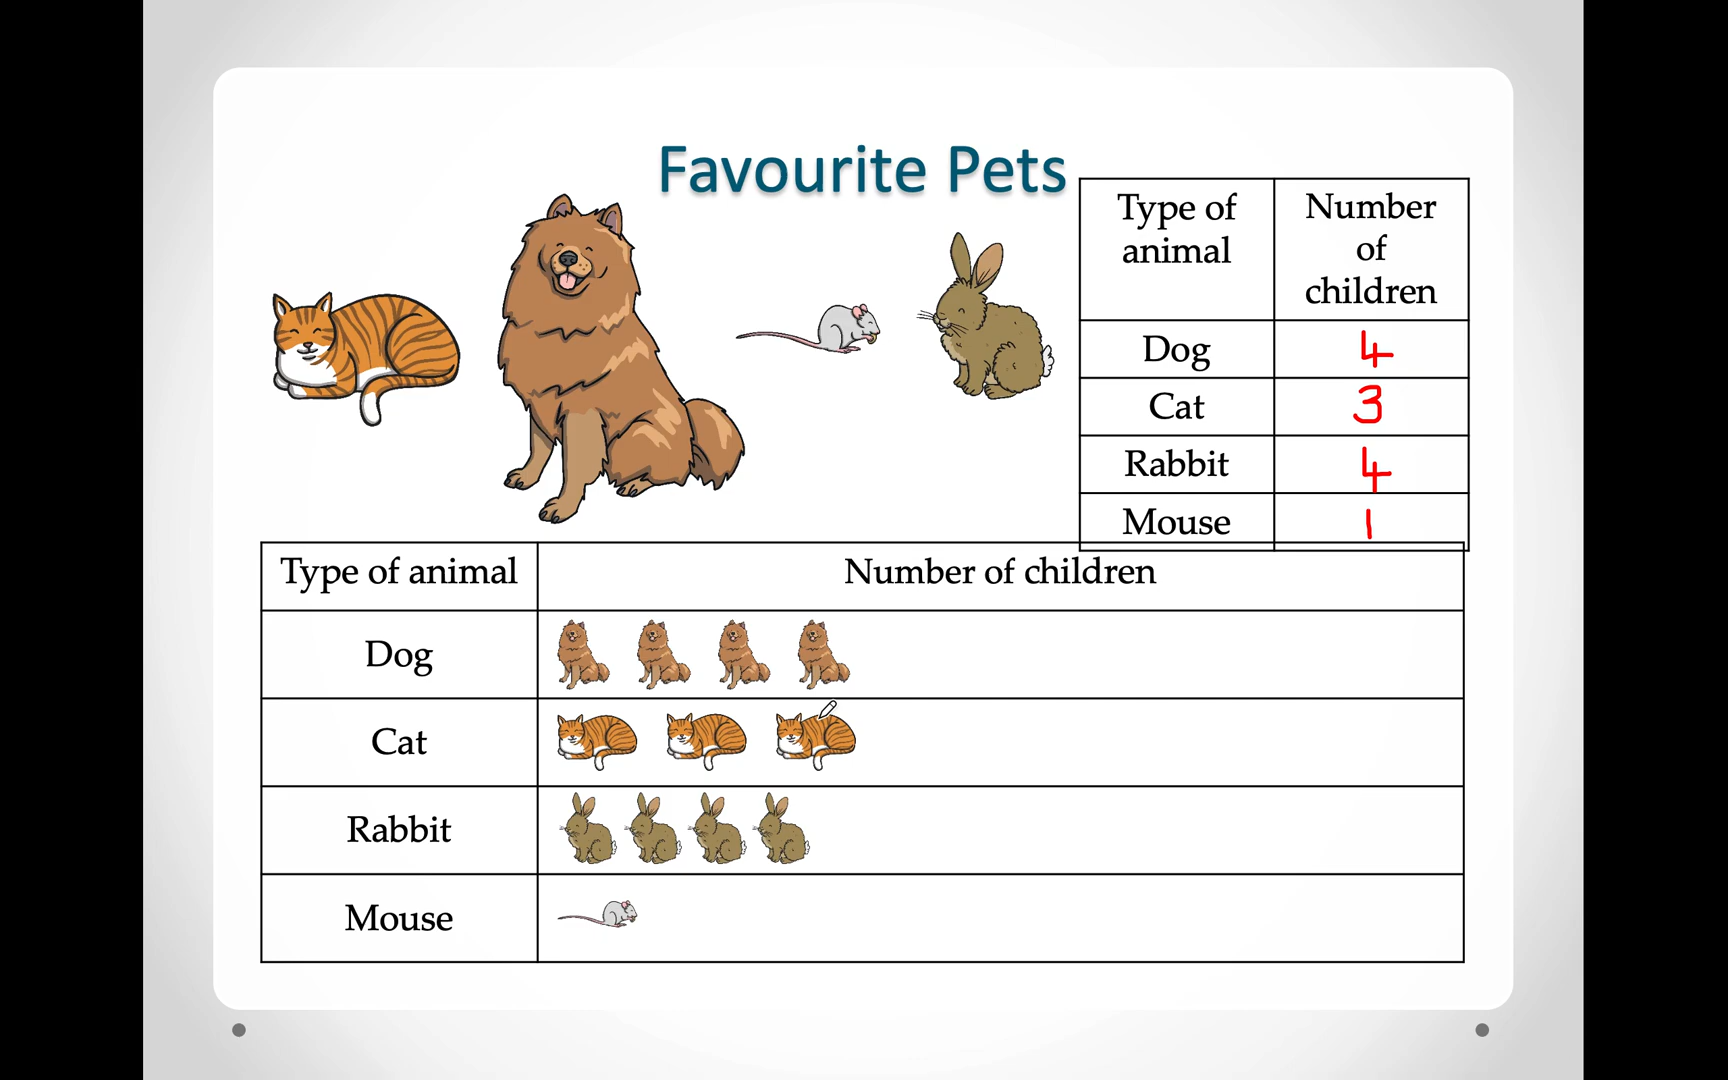 Favourite Pets
Type of animal
Number of children
Dog 4
Cat 3
Rabbit 4
Mouse 1
Type of animal Number of children
Dog
Cat
Rabbit
Mouse